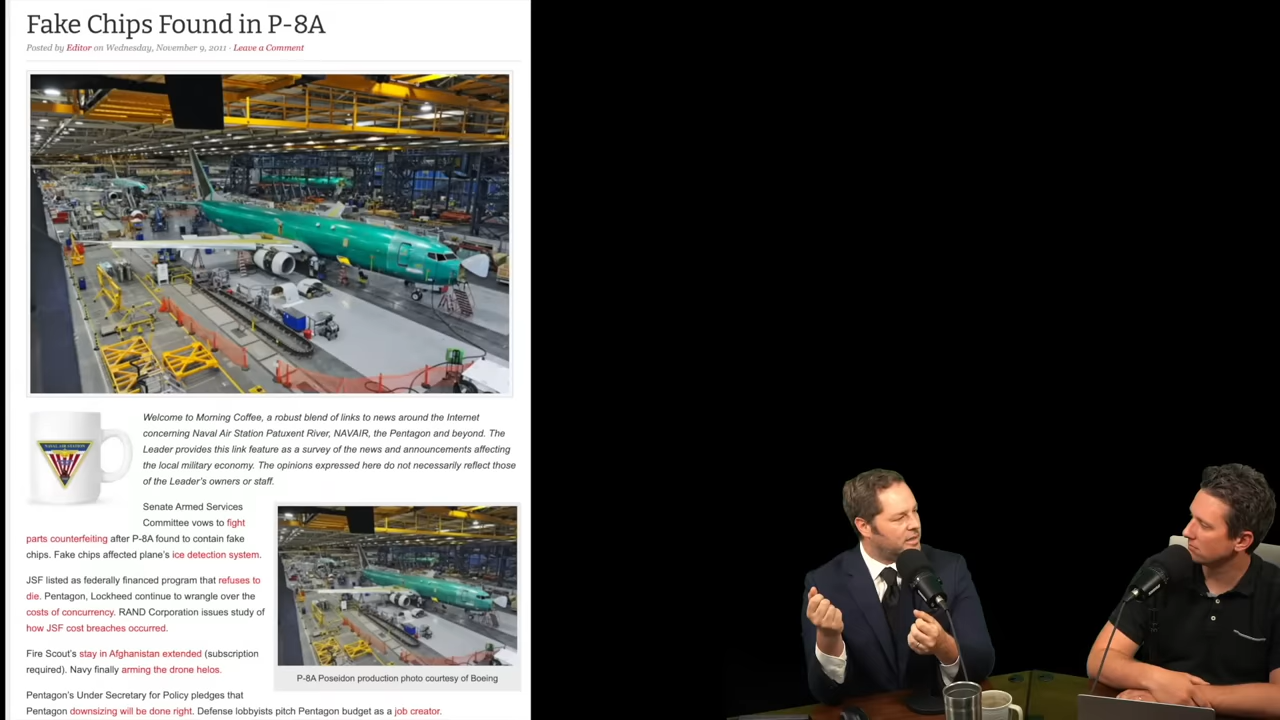 Fake Chips Found in P-8A
Posted by Editor on Wednesday, November 9, 2011 · Leave a Comment
Welcome to Morning Coffee, a robust blend of links to news around the Internet
concerning Naval Air Station Patuxent River, NAVAIR, the Pentagon and beyond. The
Leader provides this link feature as a survey of the news and announcements affecting
the local military economy. The opinions expressed here do not necessarily reflect those
of the Leader's owners or staff.
Senate Armed Services
Committee vows to fight
parts counterfeiting after P-8A found to contain fake
chips. Fake chips affected plane's ice detection system.
JSF listed as federally financed program that refuses to
die. Pentagon, Lockheed continue to wrangle over the
costs of concurrency. RAND Corporation issues study of
how JSF cost breaches occurred.
Fire Scout's stay in Afghanistan extended (subscription
required). Navy finally arming the drone helos.
P-8A Poseidon production photo courtesy of Boeing
Pentagon's Under Secretary for Policy pledges that
Pentagon downsizing will be done right. Defense lobbyists pitch Pentagon budget as a job creator.